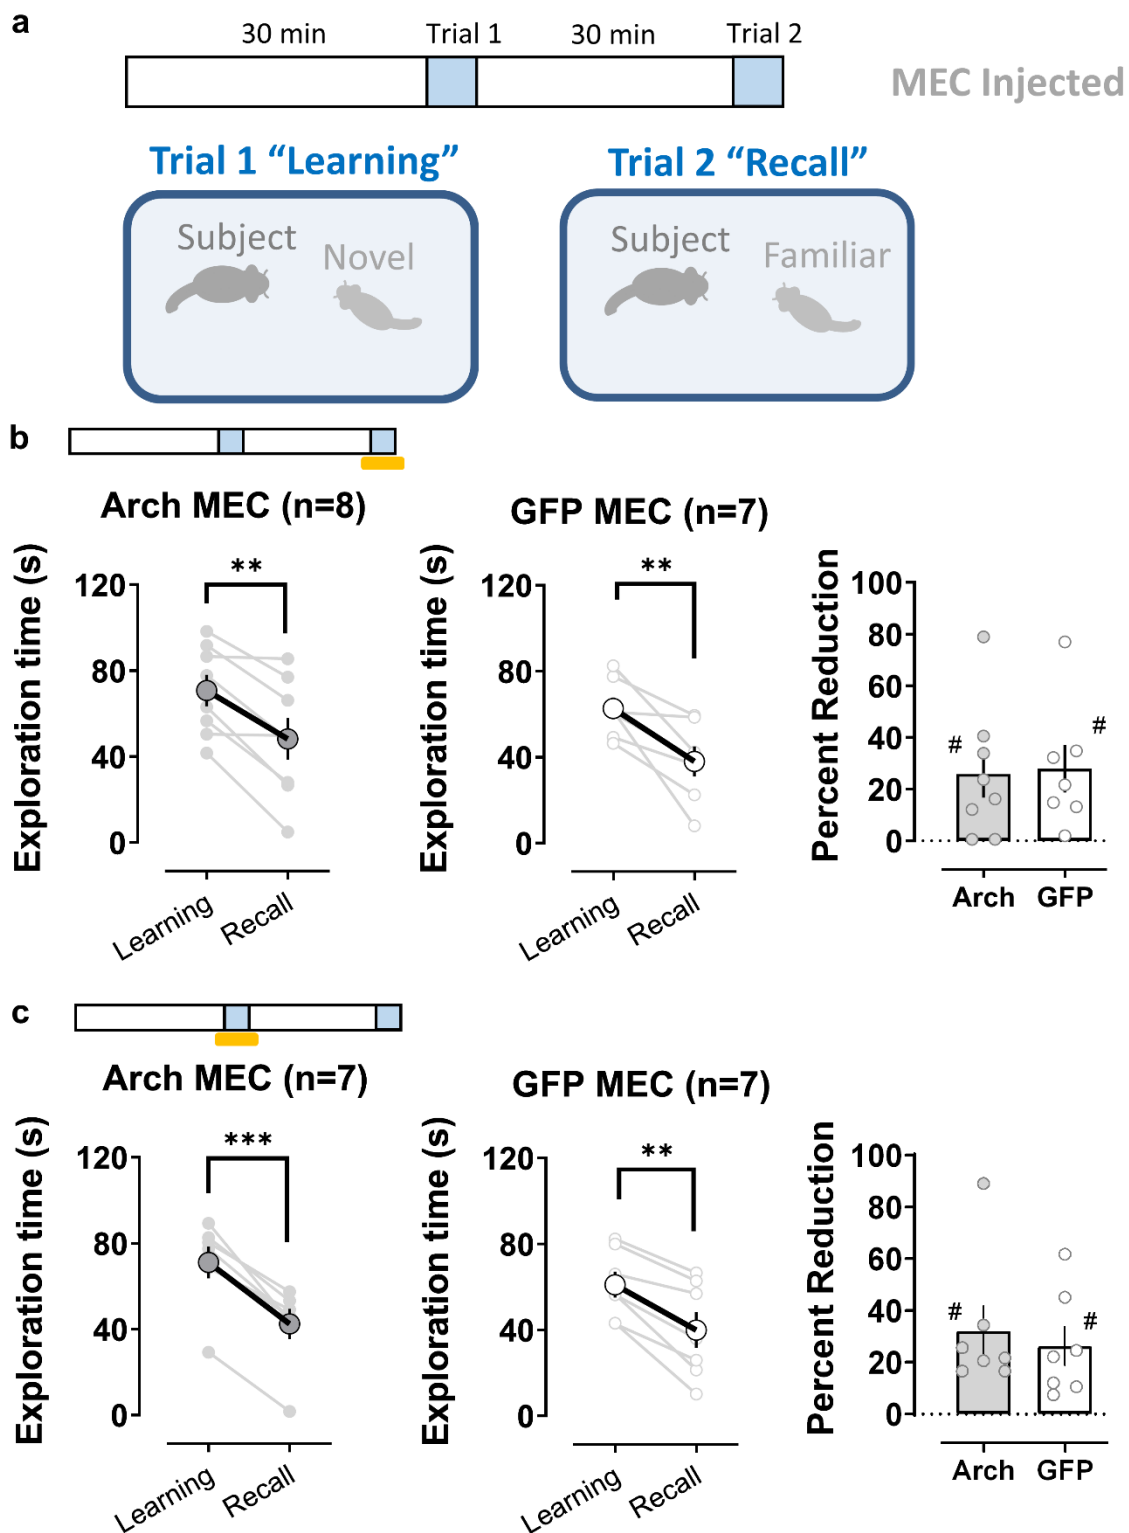 a
30 min Trial 1 30 min Trial 2
MEC Injected
Trial 1 “Learning” Trial 2 “Recall”
Subject Novel
Subject Familiar
b
Arch MEC (n=8)
Exploration time (s)
120
80
40
0
**
Learning Recall
GFP MEC (n=7)
Exploration time (s)
120
80
40
0
**
Learning Recall
Percent Reduction
100
80
60
40
20
0
# #
Arch GFP
c
Arch MEC (n=7)
Exploration time (s)
120
80
40
0
***
Learning Recall
GFP MEC (n=7)
Exploration time (s)
120
80
40
0
**
Learning Recall
Percent Reduction
100
80
60
40
20
0
# #
Arch GFP